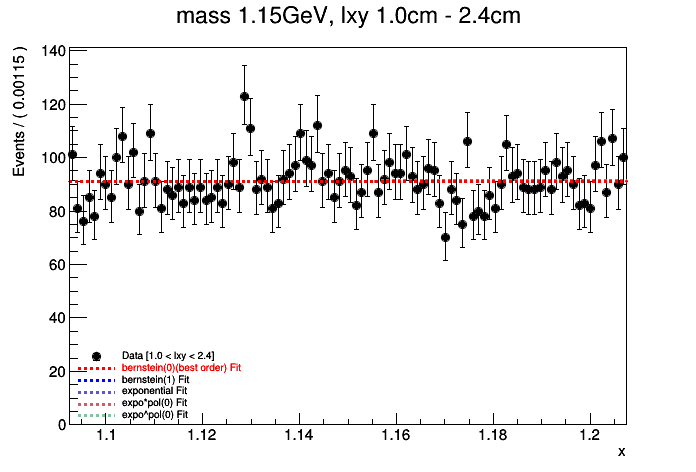 mass 1.15GeV, lxy 1.0cm - 2.4cm
Events / ( 0.00115 )
140
120
100
80
60
40
20
0
Data [1.0 < lxy < 2.4]
bernstein(0)(best order) Fit
bernstein(1) Fit
exponential Fit
expo*pol(0) Fit
expo^pol(0) Fit
1.1 1.12 1.14 1.16 1.18 1.2
x